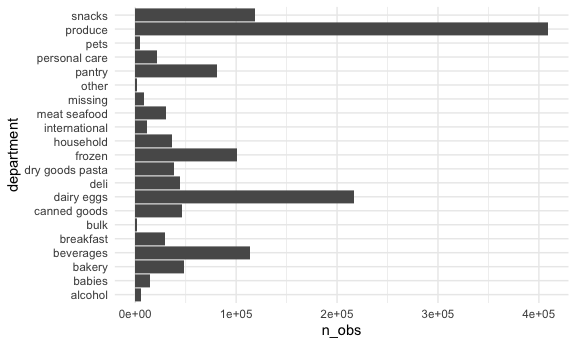 snacks
produce
pets
personal care
pantry
other
missing
meat seafood
international
household
frozen
dry goods pasta
deli
dairy eggs
canned goods
bulk
breakfast
beverages
bakery
babies
alcohol
department
0e+00 1e+05 2e+05 3e+05 4e+05
n_obs